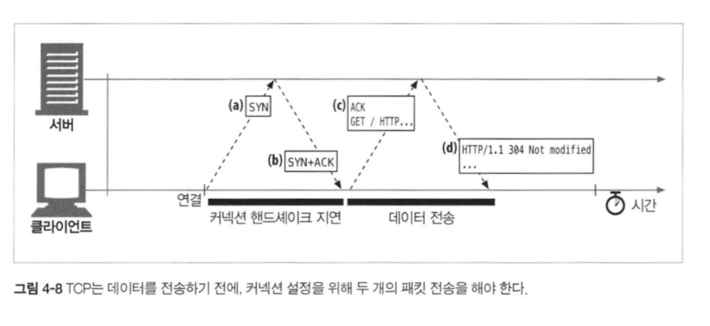 서버
(a) SYN
(b) SYN+ACK
(c) ACK
GET / HTTP...
(d) HTTP/1.1 304 Not modified
...
연결
커넥션 핸드셰이크 지연
데이터 전송
시간
클라이언트
그림 4-8 TCP는 데이터를 전송하기 전에, 커넥션 설정을 위해 두 개의 패킷 전송을 해야 한다.